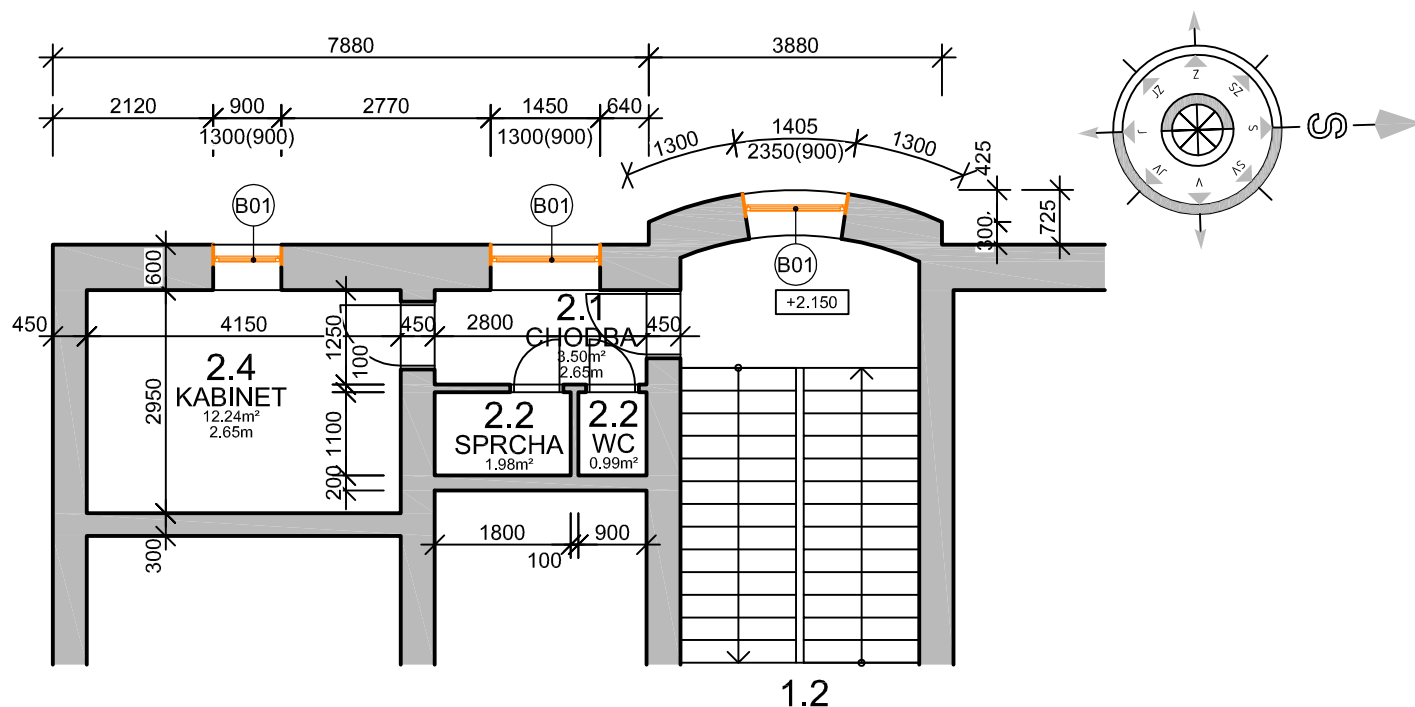 7880
3880
2120
900
2770
1450
640
1300(900)
1300(900)
1300
1405
1300
2350(900)
425
300
725
Z
SZ
S
SV
V
JV
J
JZ
S
B01
B01
B01
+2.150
600
450
4150
450
2800
450
1250
100
2950
1100
200
300
2.1
CHODBA
3.50m²
2.65m
2.4
KABINET
12.24m²
2.65m
2.2
SPRCHA
1.98m²
2.2
WC
0.99m²
1800
100
900
1.2